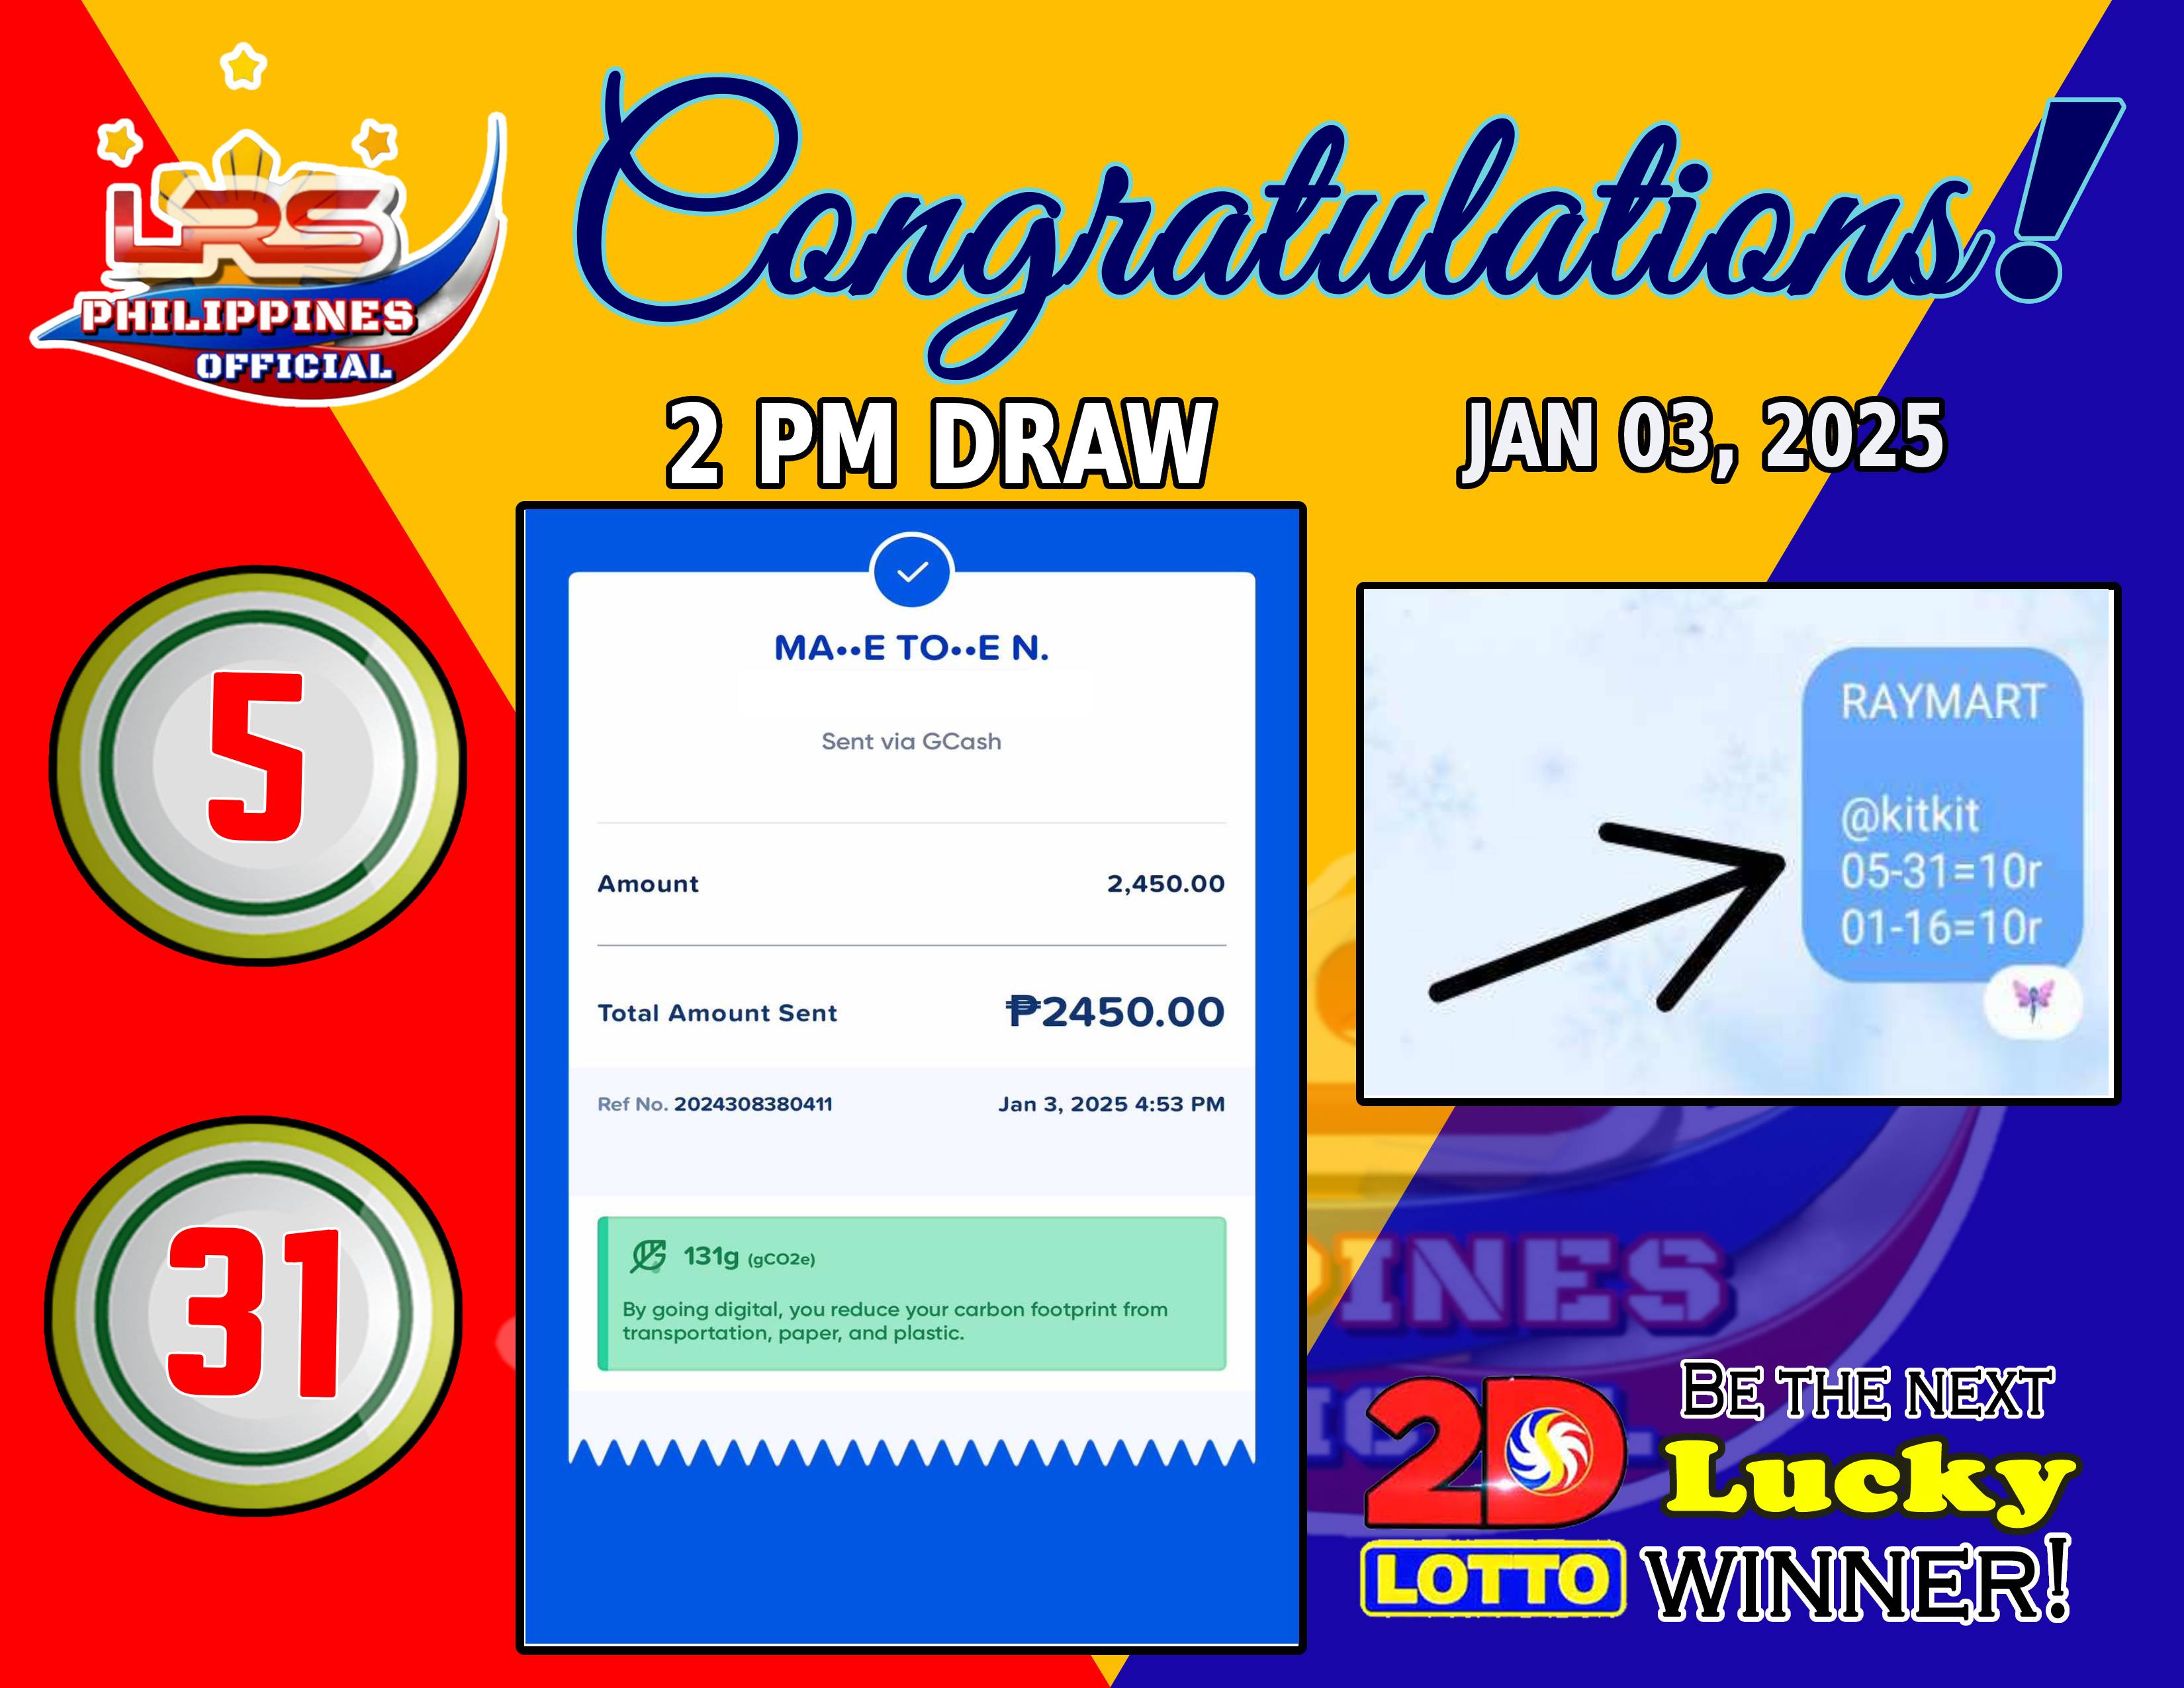 LRS
PHILIPPINES
OFFICIAL
Congratulations!
2 PM DRAW
JAN 03, 2025
5
31
MA••E TO••E N.
Sent via GCash
Amount 2,450.00
Total Amount Sent ₱2450.00
Ref No. 2024308380411 Jan 3, 2025 4:53 PM
131g (gCO2e)
By going digital, you reduce your carbon footprint from
transportation, paper, and plastic.
RAYMART
@kitkit
05-31=10r
01-16=10r
PINES
2D
LOTTO
BE THE NEXT
Lucky
WINNER!